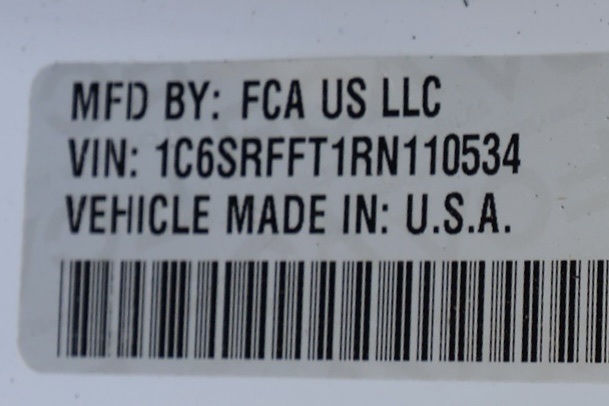 MFD BY: FCA US LLC
VIN: 1C6SRFFT1RN110534
VEHICLE MADE IN: U.S.A.